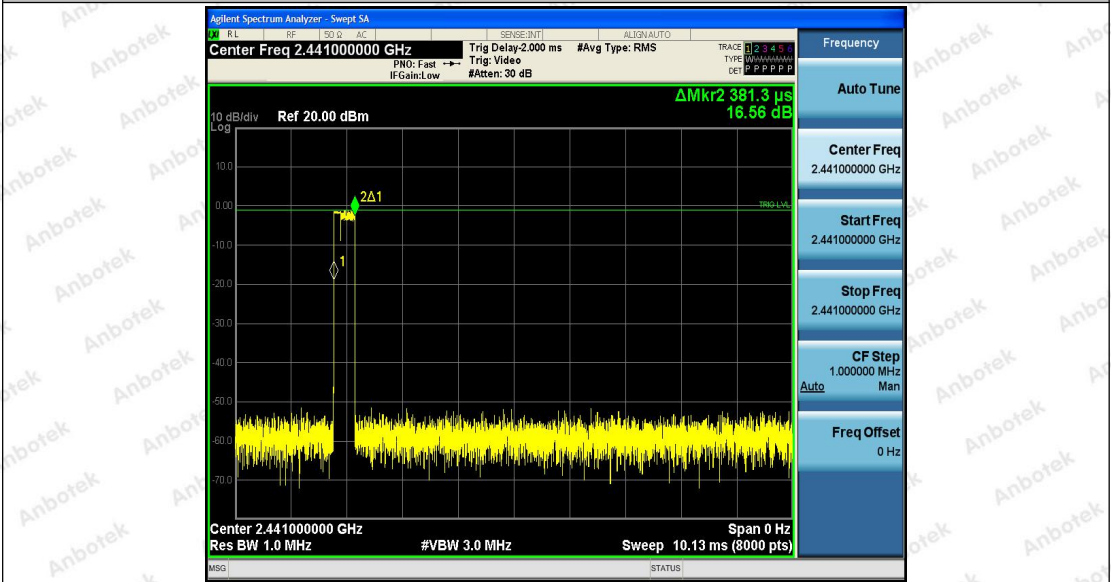 Agilent Spectrum Analyzer - Swept SA
RL RF 50 Ω AC SENSE:INT ALIGN AUTO
Center Freq 2.441000000 GHz
PNO: Fast
IFGain:Low
Trig Delay-2.000 ms
Trig: Video
#Atten: 30 dB
#Avg Type: RMS
TRACE 1 2 3 4 5 6
TYPE
DET P P P P P P
ΔMkr2 381.3 µs
16.56 dB
10 dB/div
Log
Ref 20.00 dBm
10.0
0.00
-10.0
-20.0
-30.0
-40.0
-50.0
-60.0
-70.0
2Δ1
1
TRIG LVL
Center 2.441000000 GHz
Span 0 Hz
Res BW 1.0 MHz
#VBW 3.0 MHz
Sweep 10.13 ms (8000 pts)
MSG
STATUS
Frequency
Auto Tune
Center Freq
2.441000000 GHz
Start Freq
2.441000000 GHz
Stop Freq
2.441000000 GHz
CF Step
1.000000 MHz
Auto Man
Freq Offset
0 Hz
Anbotek